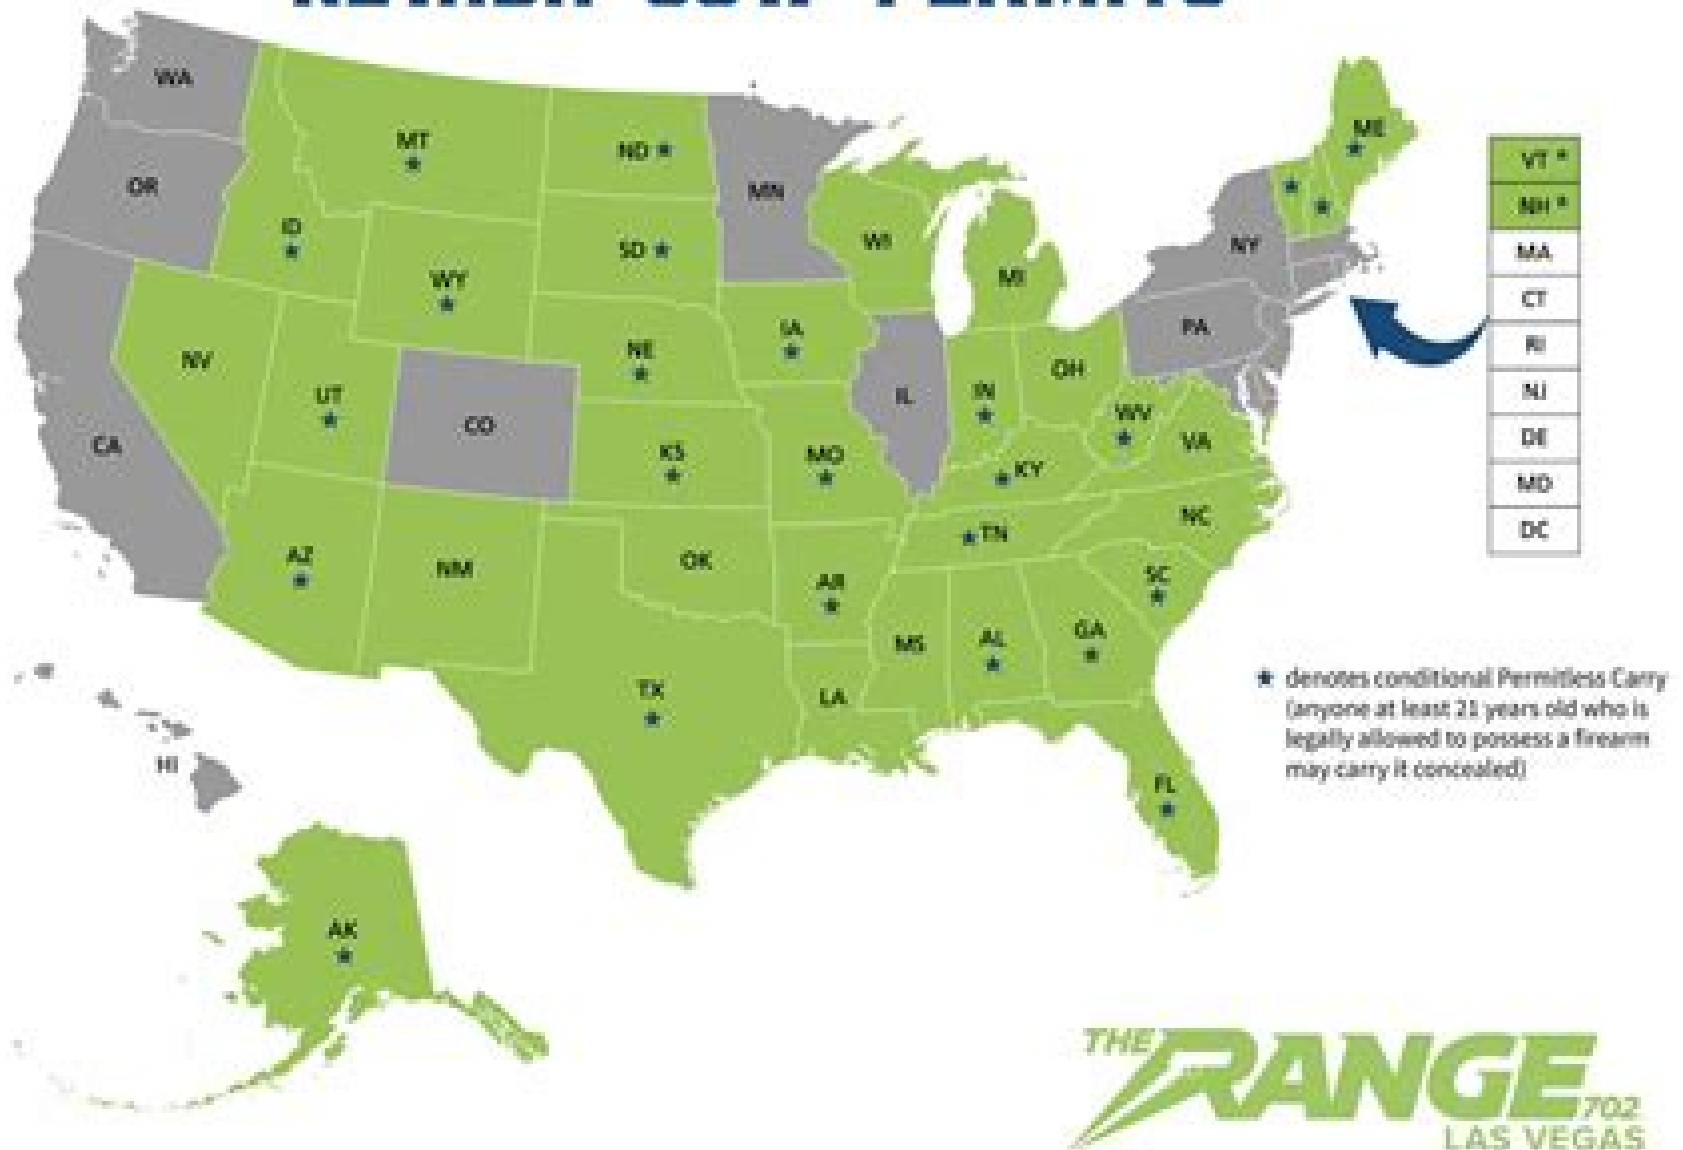 WA
MT
ND ★
MN
ME
VT *
OR
ID
SD ★
WI
MI
NY
NH *
MA
WY
CT
NV
UT
NE
IA
PA
RI
CA
CO
IL
IN
OH
NJ
KS
MO
KY
WV
VA
DE
MD
AZ
NM
OK
AR
★ TN
NC
DC
SC
TX
MS
AL
GA
LA
★ denotes conditional Permitless Carry
(anyone at least 21 years old who is
legally allowed to possess a firearm
may carry it concealed)
HI
FL
AK
THE RANGE 702
LAS VEGAS